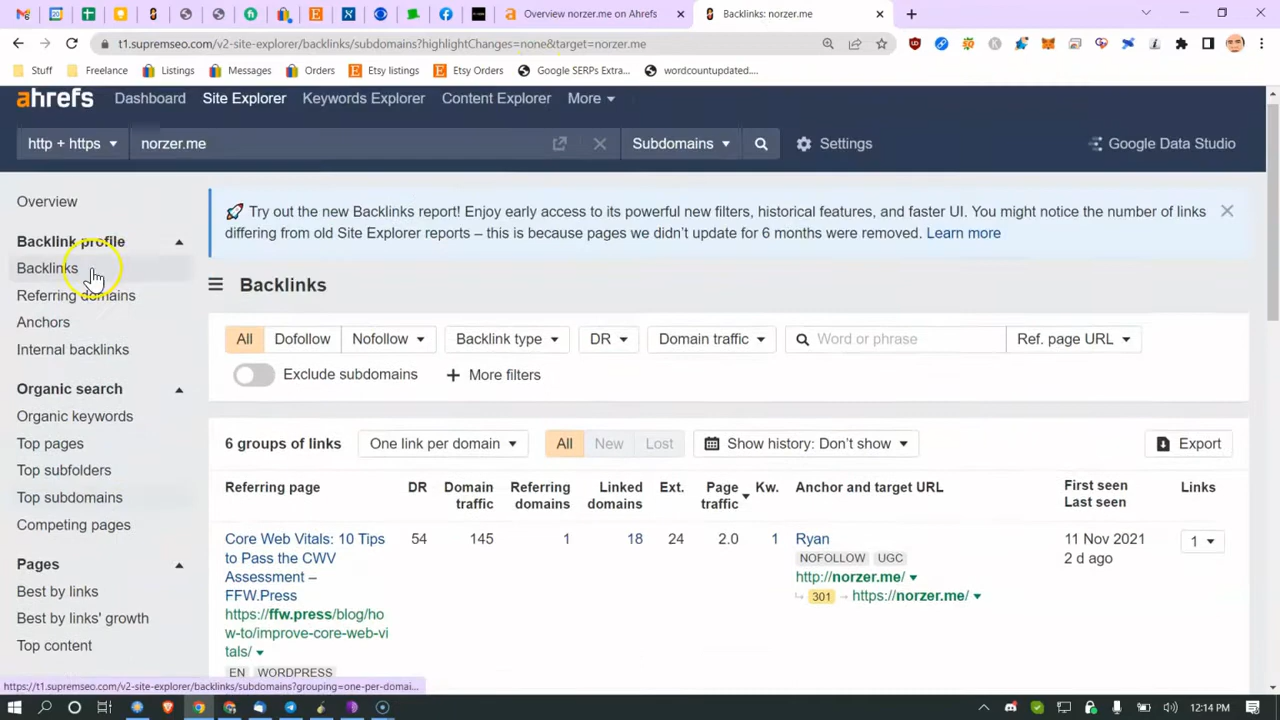 Overview norzer.me on Ahrefs
Backlinks: norzer.me
t1.supremseo.com/v2-site-explorer/backlinks/subdomains?highlightChanges=none&target=norzer.me
Stuff
Freelance
Listings
Messages
Orders
Etsy listings
Etsy Orders
Google SERPs Extra...
wordcountupdated....
ahrefs
Dashboard
Site Explorer
Keywords Explorer
Content Explorer
More
http + https
norzer.me
Subdomains
Settings
Google Data Studio
Overview
Backlink profile
Backlinks
Referring domains
Anchors
Internal backlinks
Organic search
Organic keywords
Top pages
Top subfolders
Top subdomains
Competing pages
Pages
Best by links
Best by links' growth
Top content
Try out the new Backlinks report! Enjoy early access to its powerful new filters, historical features, and faster UI. You might notice the number of links
differing from old Site Explorer reports – this is because pages we didn't update for 6 months were removed. Learn more
Backlinks
All
Dofollow
Nofollow
Backlink type
DR
Domain traffic
Word or phrase
Ref. page URL
Exclude subdomains
More filters
6 groups of links
One link per domain
All
New
Lost
Show history: Don't show
Export
Referring page
DR
Domain
traffic
Referring
domains
Linked
domains
Ext.
Page
traffic
Kw.
Anchor and target URL
First seen
Last seen
Links
Core Web Vitals: 10 Tips
to Pass the CWV
Assessment –
FFW.Press
https://ffw.press/blog/ho
w-to/improve-core-web-vi
tals/
EN
WORDPRESS
54
145
1
18
24
2.0
1
Ryan
NOFOLLOW
UGC
http://norzer.me/
301
https://norzer.me/
11 Nov 2021
2 d ago
1
https://t1.supremseo.com/v2-site-explorer/backlinks/subdomains?grouping=one-per-domai...
12:14 PM